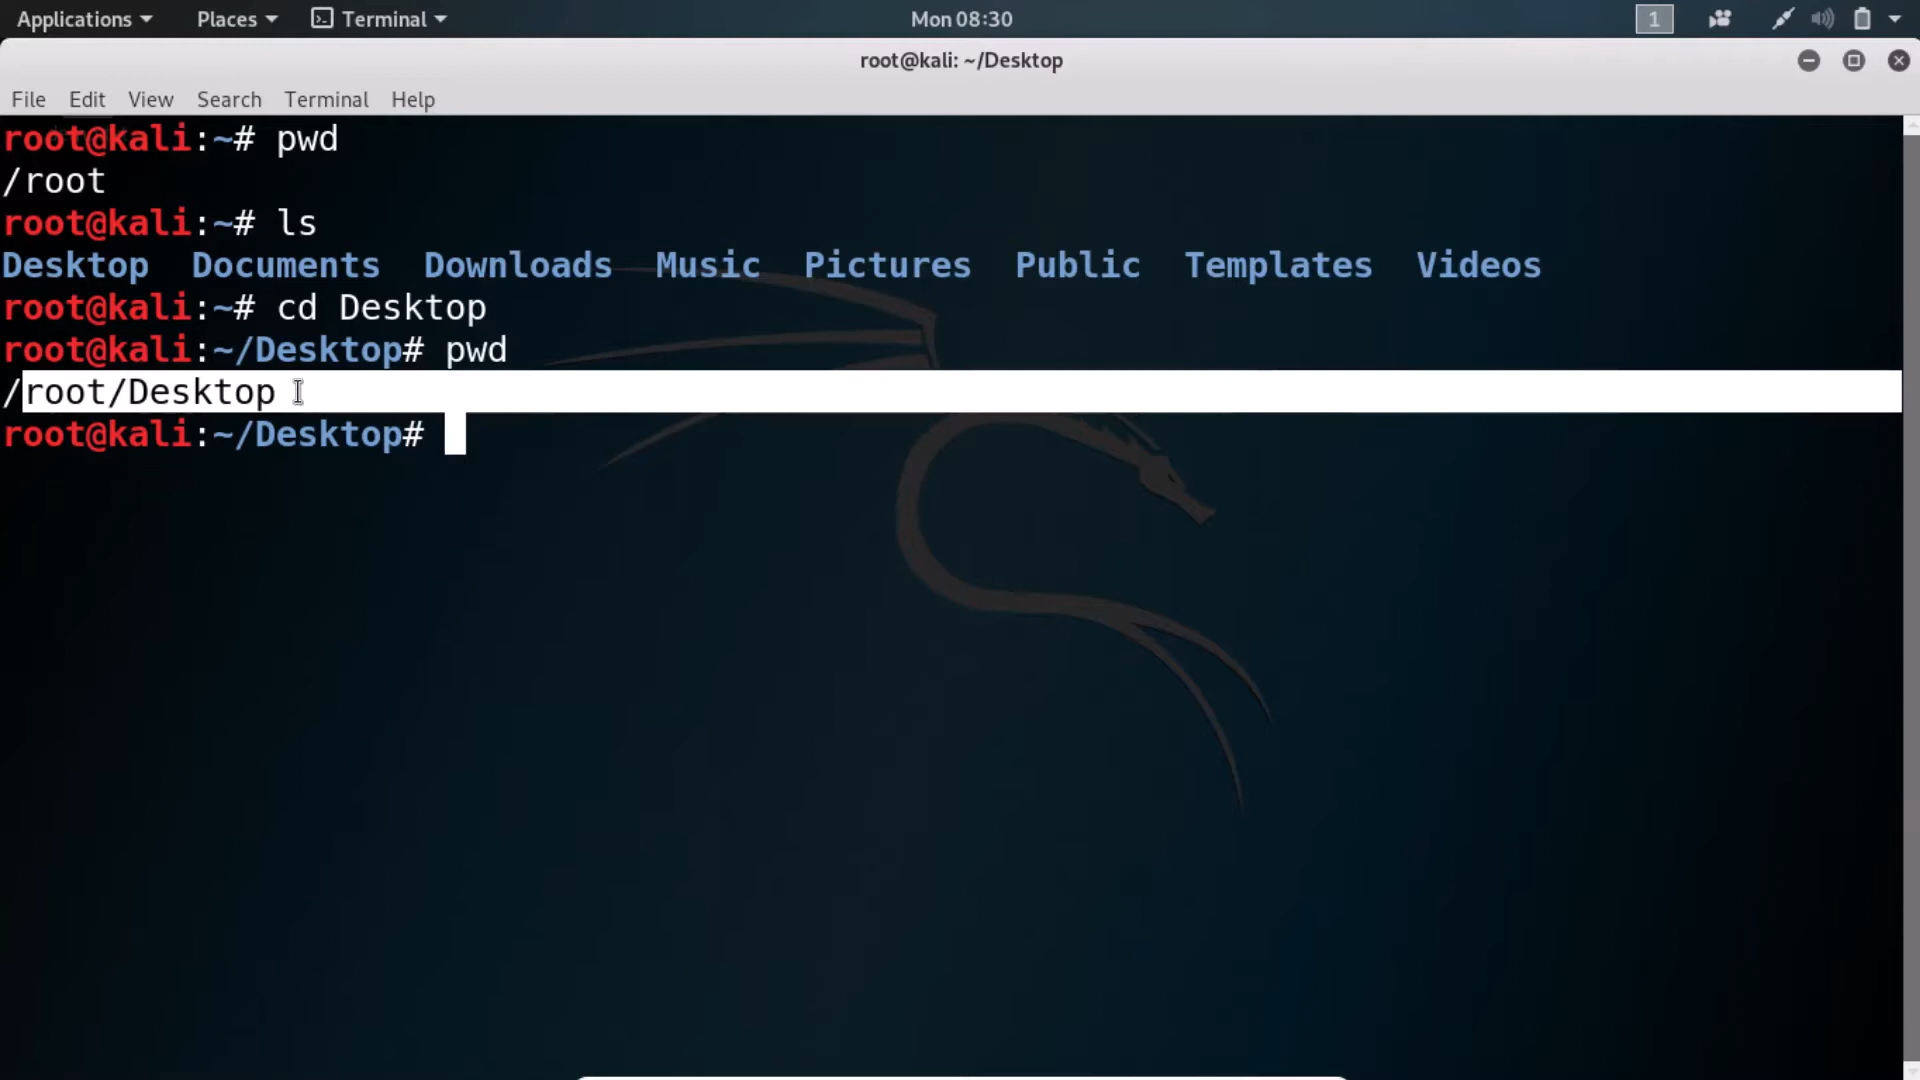 Applications Places Terminal Mon 08:30 1
root@kali: ~/Desktop
File Edit View Search Terminal Help
root@kali:~# pwd
/root
root@kali:~# ls
Desktop Documents Downloads Music Pictures Public Templates Videos
root@kali:~# cd Desktop
root@kali:~/Desktop# pwd
/root/Desktop
root@kali:~/Desktop#